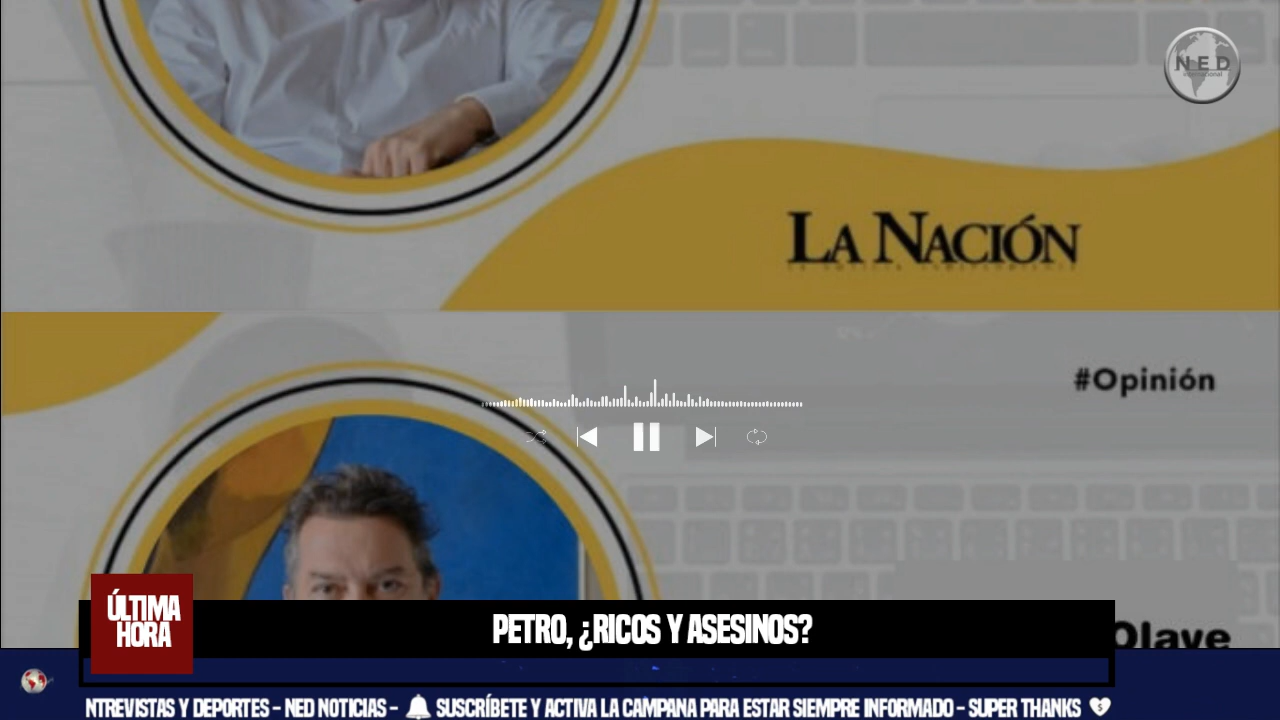 NED
International
LA NACIÓN
#Opinión
Olave
ÚLTIMA
HORA
PETRO, ¿RICOS Y ASESINOS?
NTREVISTAS Y DEPORTES - NED NOTICIAS - 🔔 SUSCRÍBETE Y ACTIVA LA CAMPANA PARA ESTAR SIEMPRE INFORMADO - SUPER THANKS